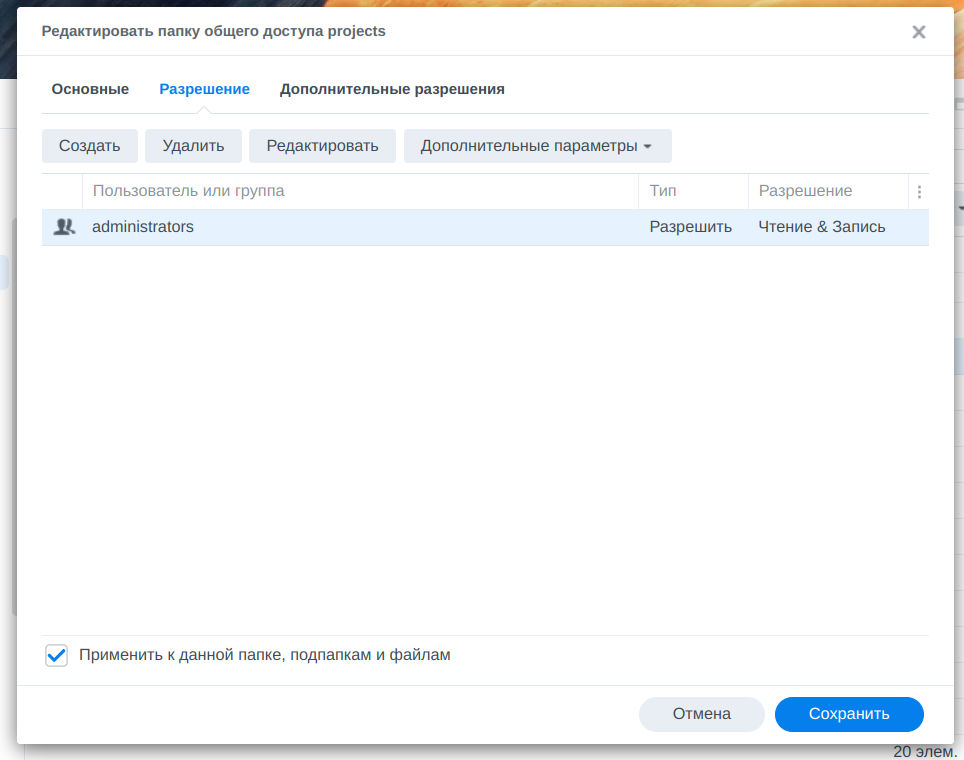 Редактировать папку общего доступа projects
Основные Разрешение Дополнительные разрешения
Создать Удалить Редактировать Дополнительные параметры
Пользователь или группа Тип Разрешение
administrators Разрешить Чтение & Запись
Применить к данной папке, подпапкам и файлам
Отмена Сохранить
20 элем.